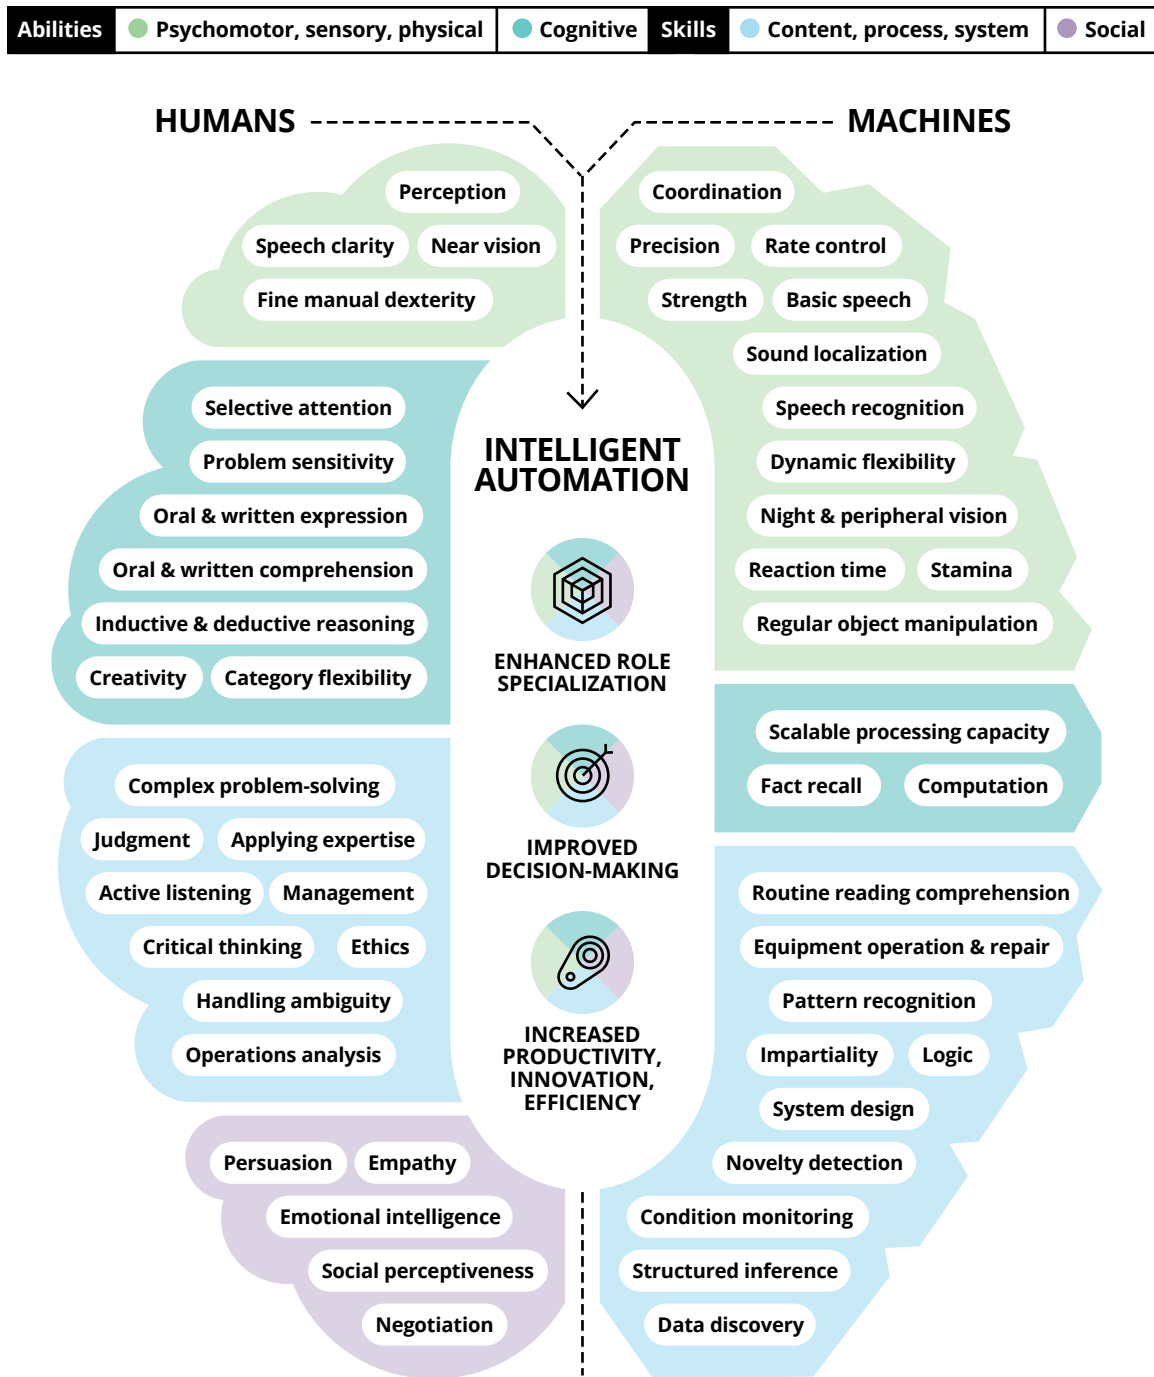 Abilities Psychomotor, sensory, physical Cognitive Skills Content, process, system Social
HUMANS
MACHINES
Perception
Speech clarity Near vision
Fine manual dexterity
Selective attention
Problem sensitivity
Oral & written expression
Oral & written comprehension
Inductive & deductive reasoning
Creativity Category flexibility
Complex problem-solving
Judgment Applying expertise
Active listening Management
Critical thinking Ethics
Handling ambiguity
Operations analysis
Persuasion Empathy
Emotional intelligence
Social perceptiveness
Negotiation
INTELLIGENT
AUTOMATION
ENHANCED ROLE
SPECIALIZATION
IMPROVED
DECISION-MAKING
INCREASED
PRODUCTIVITY,
INNOVATION,
EFFICIENCY
Coordination
Precision Rate control
Strength Basic speech
Sound localization
Speech recognition
Dynamic flexibility
Night & peripheral vision
Reaction time Stamina
Regular object manipulation
Scalable processing capacity
Fact recall Computation
Routine reading comprehension
Equipment operation & repair
Pattern recognition
Impartiality Logic
System design
Novelty detection
Condition monitoring
Structured inference
Data discovery